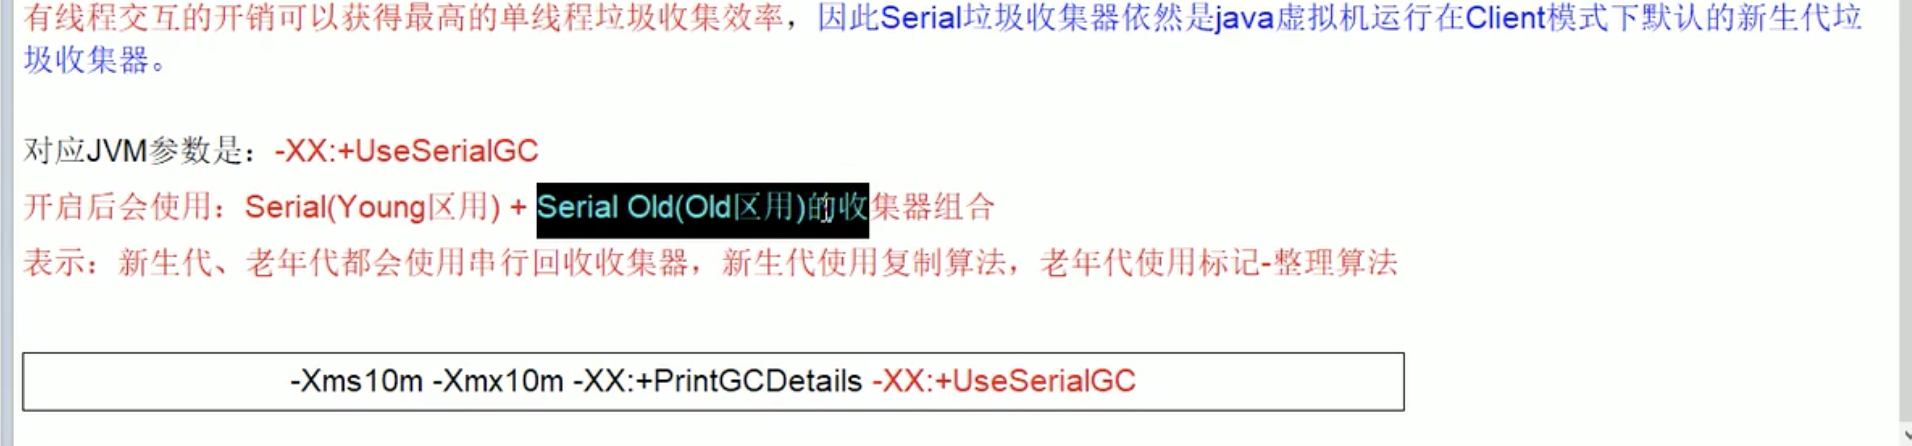 有线程交互的开销可以获得最高的单线程垃圾收集效率，因此Serial垃圾收集器依然是java虚拟机运行在Client模式下默认的新生代垃
圾收集器。
对应JVM参数是：-XX:+UseSerialGC
开启后会使用：Serial(Young区用) + Serial Old(Old区用)的收集器组合
表示：新生代、老年代都会使用串行回收收集器，新生代使用复制算法，老年代使用标记-整理算法
-Xms10m -Xmx10m -XX:+PrintGCDetails -XX:+UseSerialGC